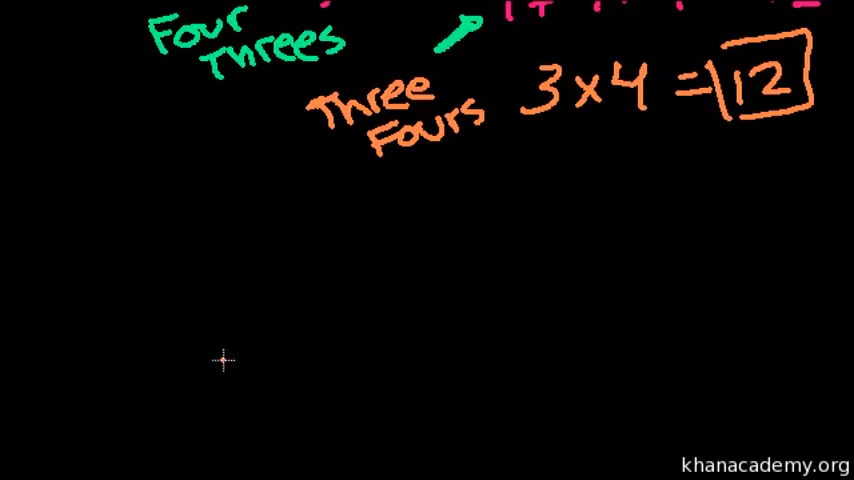 Four
Threes
Three
Fours
3 x 4 = 12
khanacademy.org